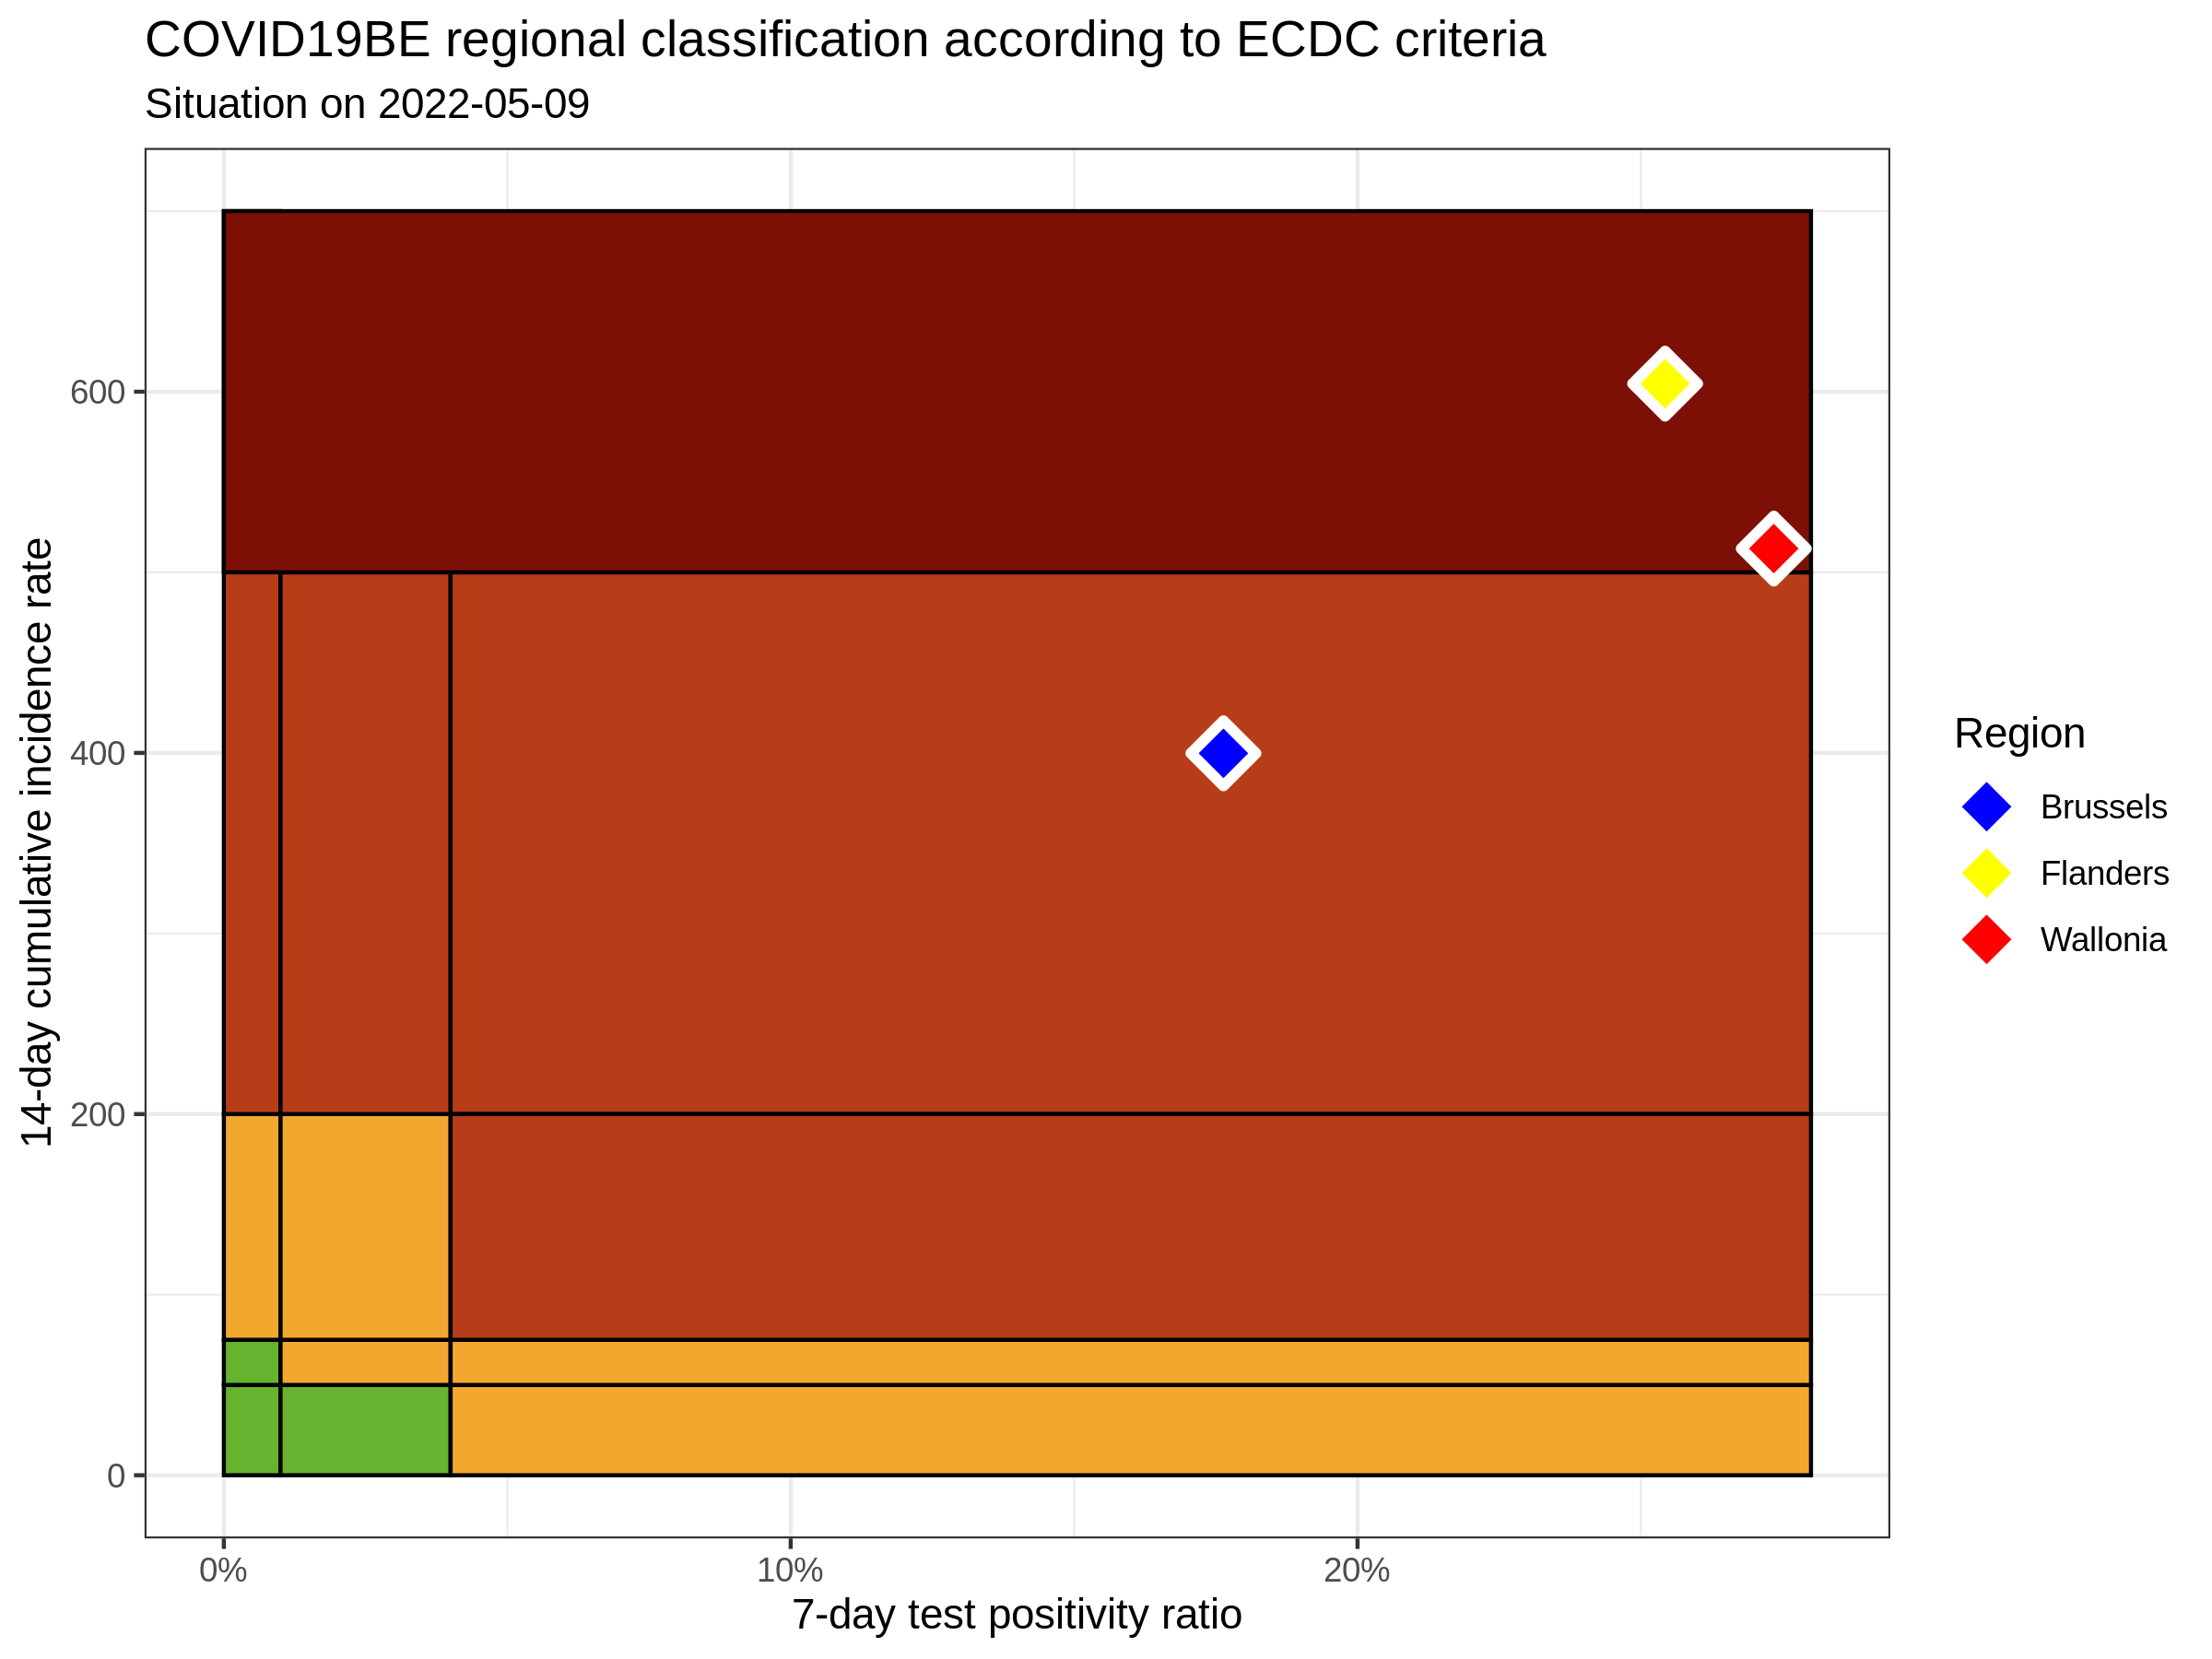 COVID19BE regional classification according to ECDC criteria
Situation on 2022-05-09
14-day cumulative incidence rate
600
400
200
0
0%
10%
20%
7-day test positivity ratio
Region
Brussels
Flanders
Wallonia